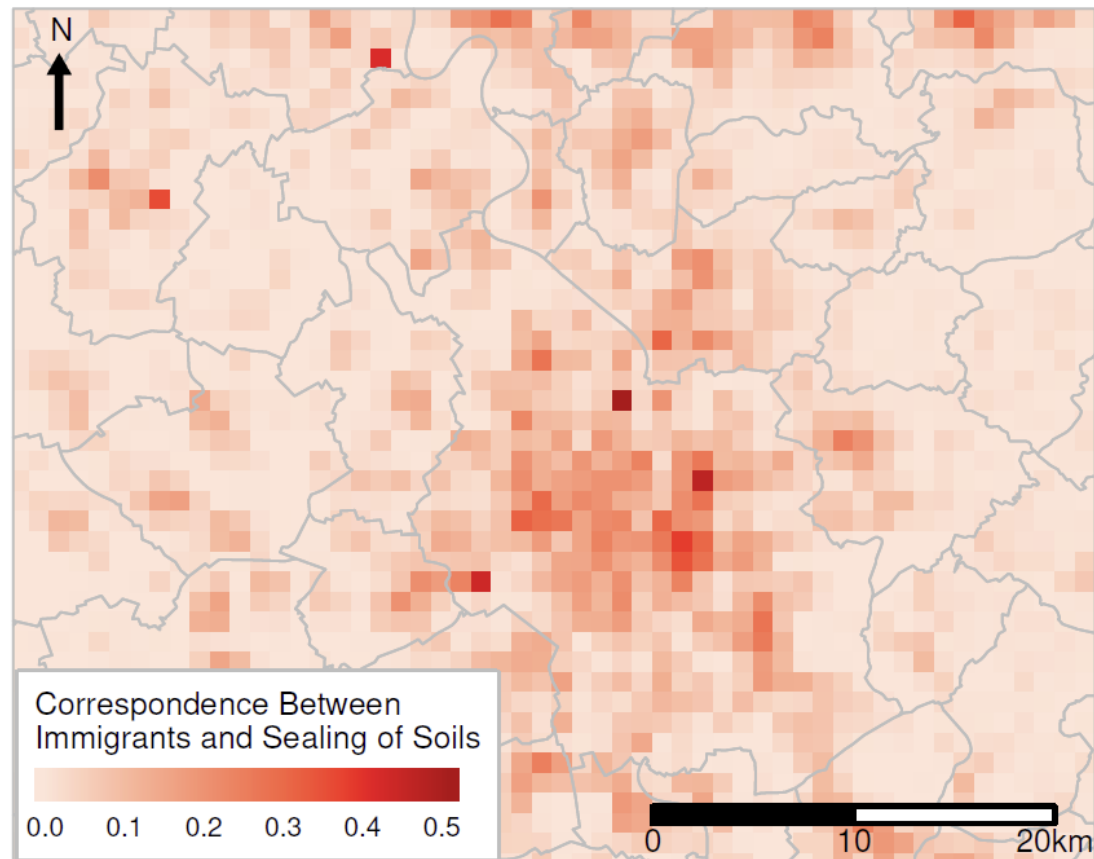 N
Correspondence Between
Immigrants and Sealing of Soils
0.0 0.1 0.2 0.3 0.4 0.5
0 10 20km